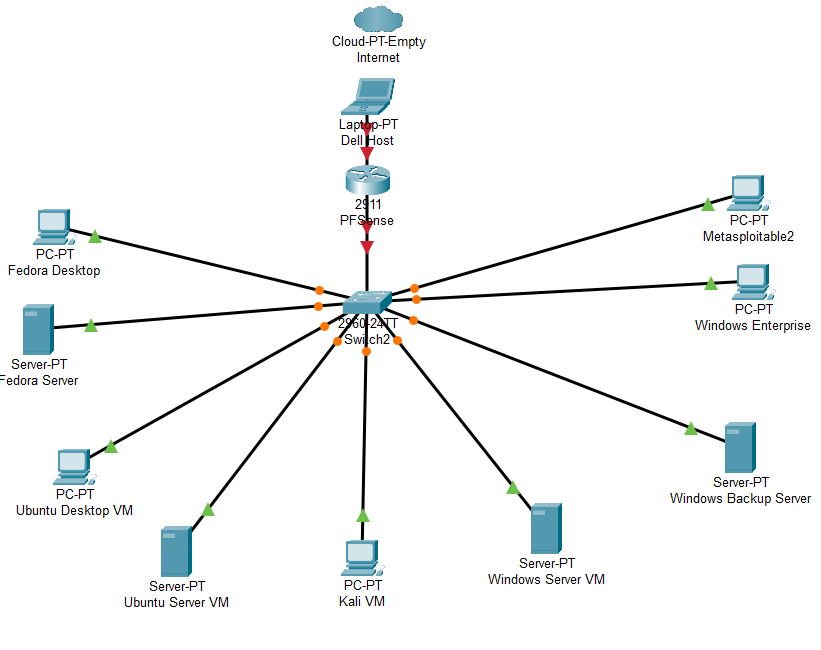 Cloud-PT-Empty
Internet
Laptop-PT
Dell Host
2911
PFSense
PC-PT
Metasploitable2
PC-PT
Fedora Desktop
PC-PT
Windows Enterprise
2960-24TT
Switch2
Server-PT
Fedora Server
Server-PT
Windows Backup Server
PC-PT
Ubuntu Desktop VM
Server-PT
Windows Server VM
Server-PT
Ubuntu Server VM
PC-PT
Kali VM